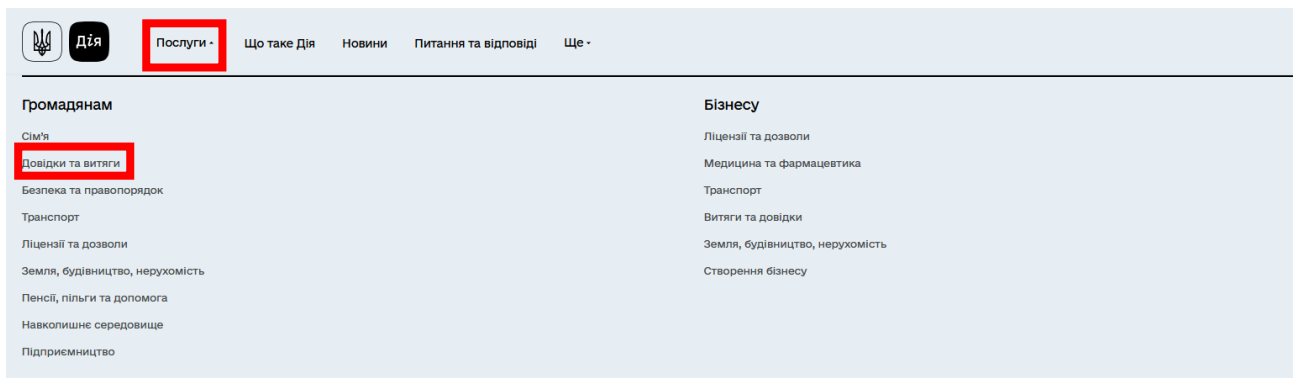 Дія
Послуги
Що таке Дія
Новини
Питання та відповіді
Ще
Громадянам
Сім'я
Довідки та витяги
Безпека та правопорядок
Транспорт
Ліцензії та дозволи
Земля, будівництво, нерухомість
Пенсії, пільги та допомога
Навколишнє середовище
Підприємництво
Бізнесу
Ліцензії та дозволи
Медицина та фармацевтика
Транспорт
Витяги та довідки
Земля, будівництво, нерухомість
Створення бізнесу